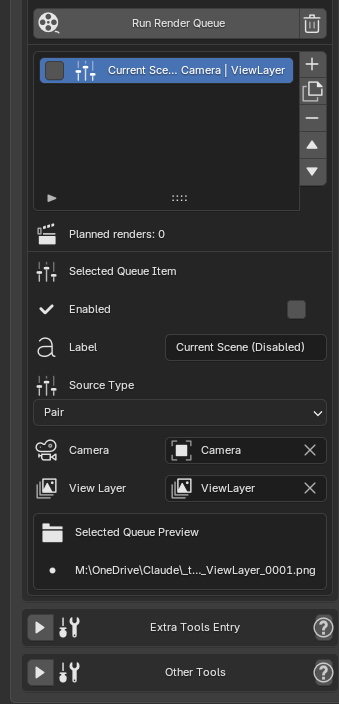 Run Render Queue
Current Sce... Camera | ViewLayer
Planned renders: 0
Selected Queue Item
Enabled
Label Current Scene (Disabled)
Source Type
Pair
Camera Camera
View Layer ViewLayer
Selected Queue Preview
M:\OneDrive\Claude\_t..._ViewLayer_0001.png
Extra Tools Entry
Other Tools